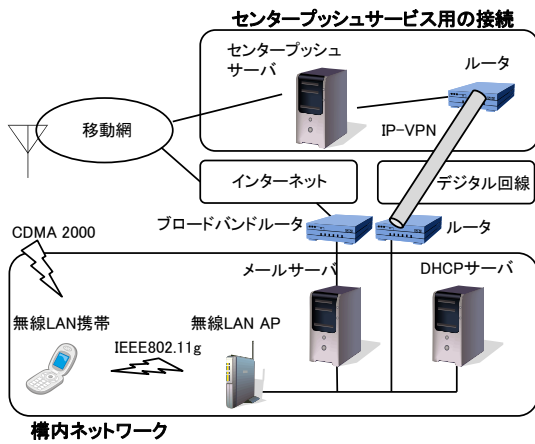 センタープッシュサービス用の接続
センタープッシュ
サーバ
ルータ
移動網
IP-VPN
インターネット
デジタル回線
ブロードバンドルータ
ルータ
CDMA 2000
メールサーバ
DHCPサーバ
無線LAN携帯
無線LAN AP
IEEE802.11g
構内ネットワーク